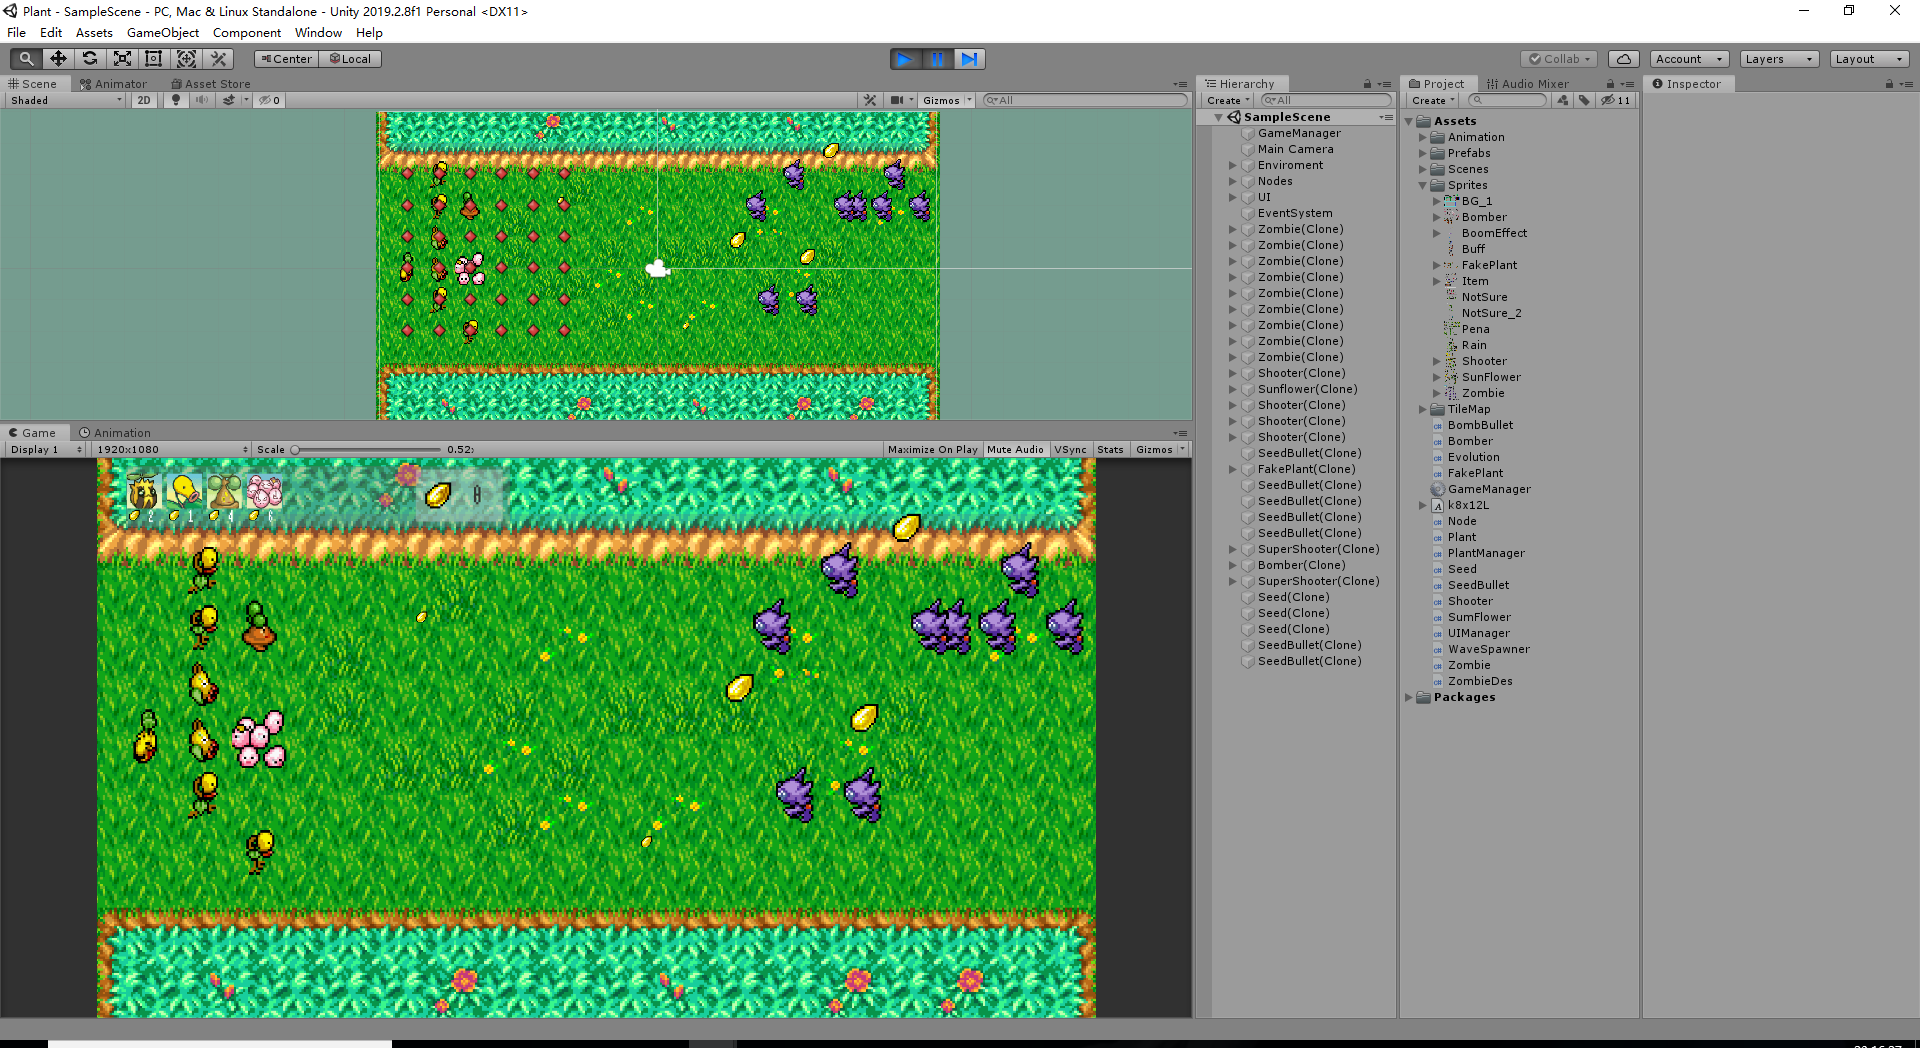 Plant - SampleScene - PC, Mac & Linux Standalone - Unity 2019.2.8f1 Personal <DX11>
File Edit Assets GameObject Component Window Help
Center Local
Collab Account Layers Layout
Scene Animator Asset Store
Shaded 2D 0 Gizmos All
Game Animation
Display 1 1920x1080 Scale 0.52: Maximize On Play Mute Audio VSync Stats Gizmos
2 1 4 6
Hierarchy
Create All
SampleScene
GameManager
Main Camera
Enviroment
Nodes
UI
EventSystem
Zombie(Clone)
Zombie(Clone)
Zombie(Clone)
Zombie(Clone)
Zombie(Clone)
Zombie(Clone)
Zombie(Clone)
Zombie(Clone)
Zombie(Clone)
Shooter(Clone)
Sunflower(Clone)
Shooter(Clone)
Shooter(Clone)
Shooter(Clone)
SeedBullet(Clone)
FakePlant(Clone)
SeedBullet(Clone)
SeedBullet(Clone)
SeedBullet(Clone)
SeedBullet(Clone)
SuperShooter(Clone)
Bomber(Clone)
SuperShooter(Clone)
Seed(Clone)
Seed(Clone)
Seed(Clone)
SeedBullet(Clone)
SeedBullet(Clone)
Project Audio Mixer
Create 11
Assets
Animation
Prefabs
Scenes
Sprites
BG_1
Bomber
BoomEffect
Buff
FakePlant
Item
NotSure
NotSure_2
Pena
Rain
Shooter
SunFlower
Zombie
TileMap
BombBullet
Bomber
Evolution
FakePlant
GameManager
k8x12L
Node
Plant
PlantManager
Seed
SeedBullet
Shooter
SumFlower
UIManager
WaveSpawner
Zombie
ZombieDes
Packages
Inspector